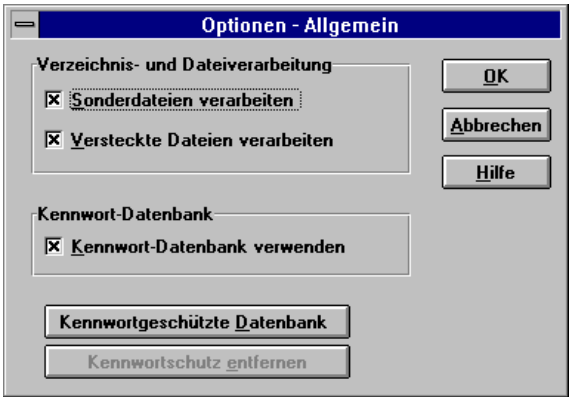 Optionen - Allgemein
Verzeichnis- und Dateiverarbeitung
Sonderdateien verarbeiten
Versteckte Dateien verarbeiten
OK
Abbrechen
Hilfe
Kennwort-Datenbank
Kennwort-Datenbank verwenden
Kennwortgeschützte Datenbank
Kennwortschutz entfernen